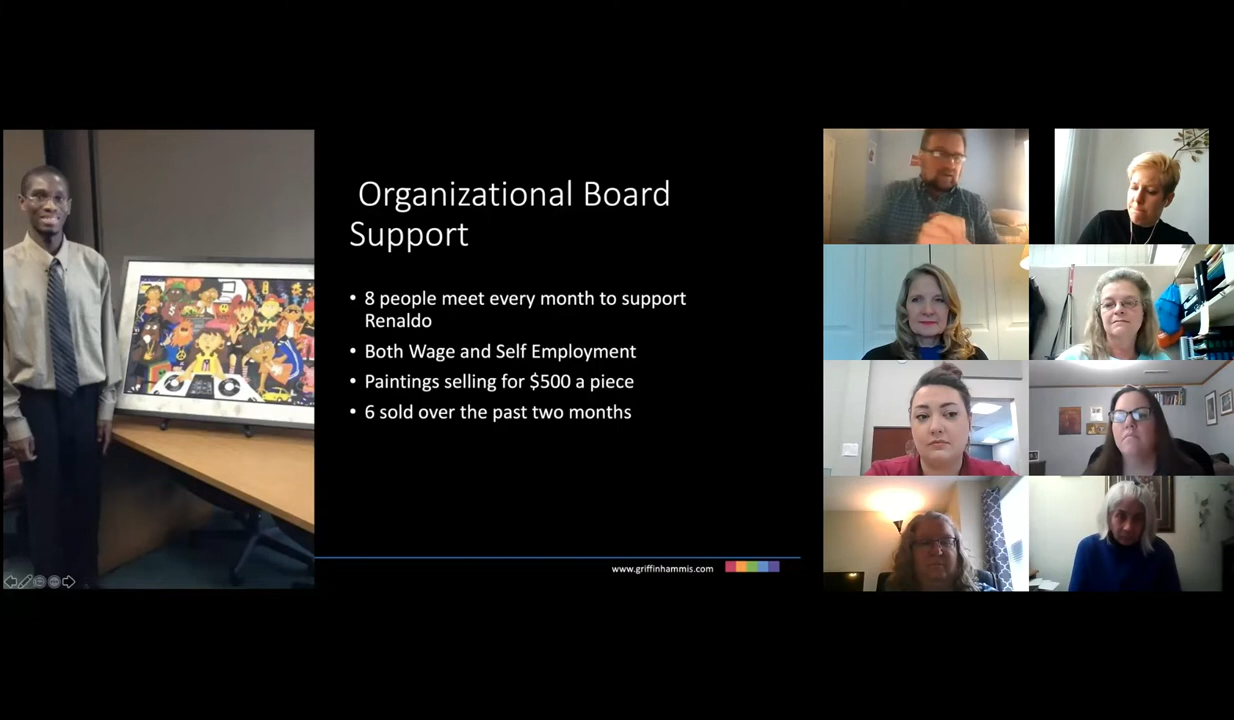 Organizational Board
Support
• 8 people meet every month to support
Renaldo
• Both Wage and Self Employment
• Paintings selling for $500 a piece
• 6 sold over the past two months
www.griffinhammis.com